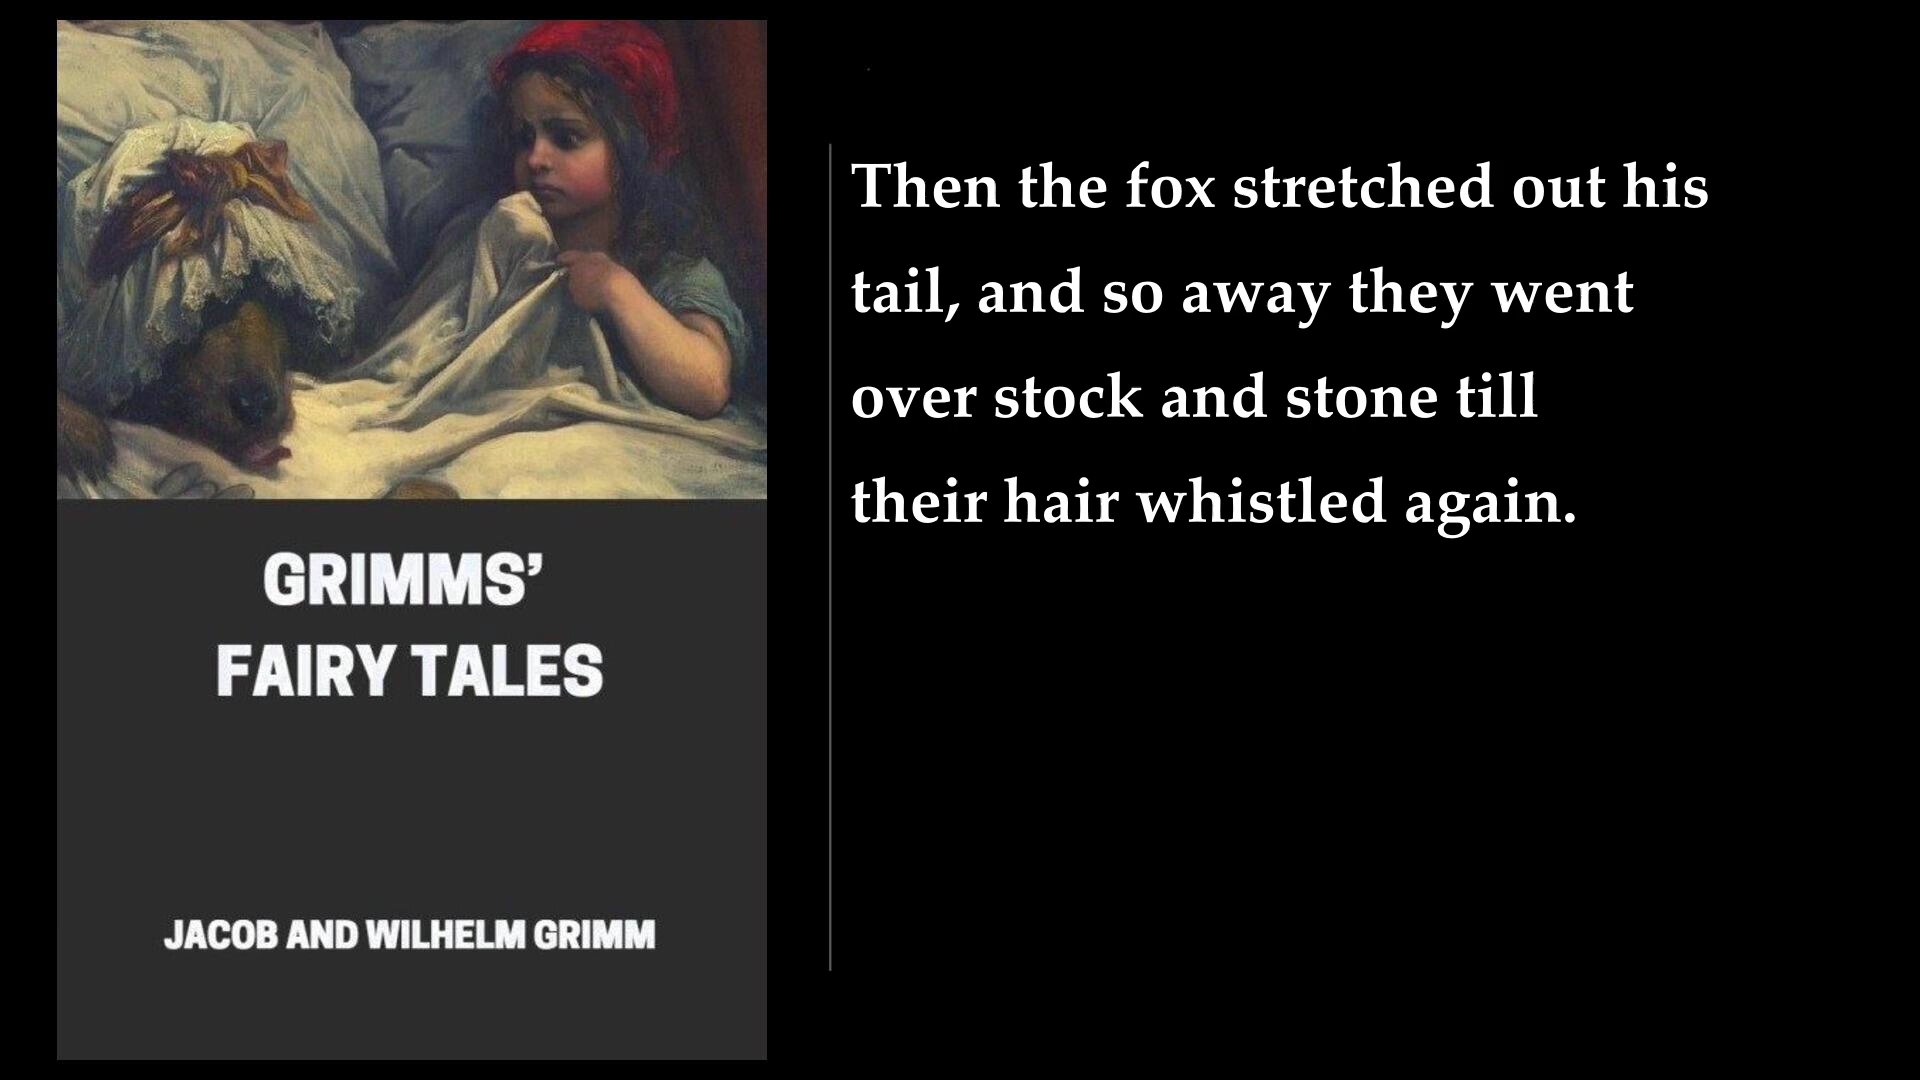 GRIMMS’
FAIRY TALES
JACOB AND WILHELM GRIMM
Then the fox stretched out his
tail, and so away they went
over stock and stone till
their hair whistled again.